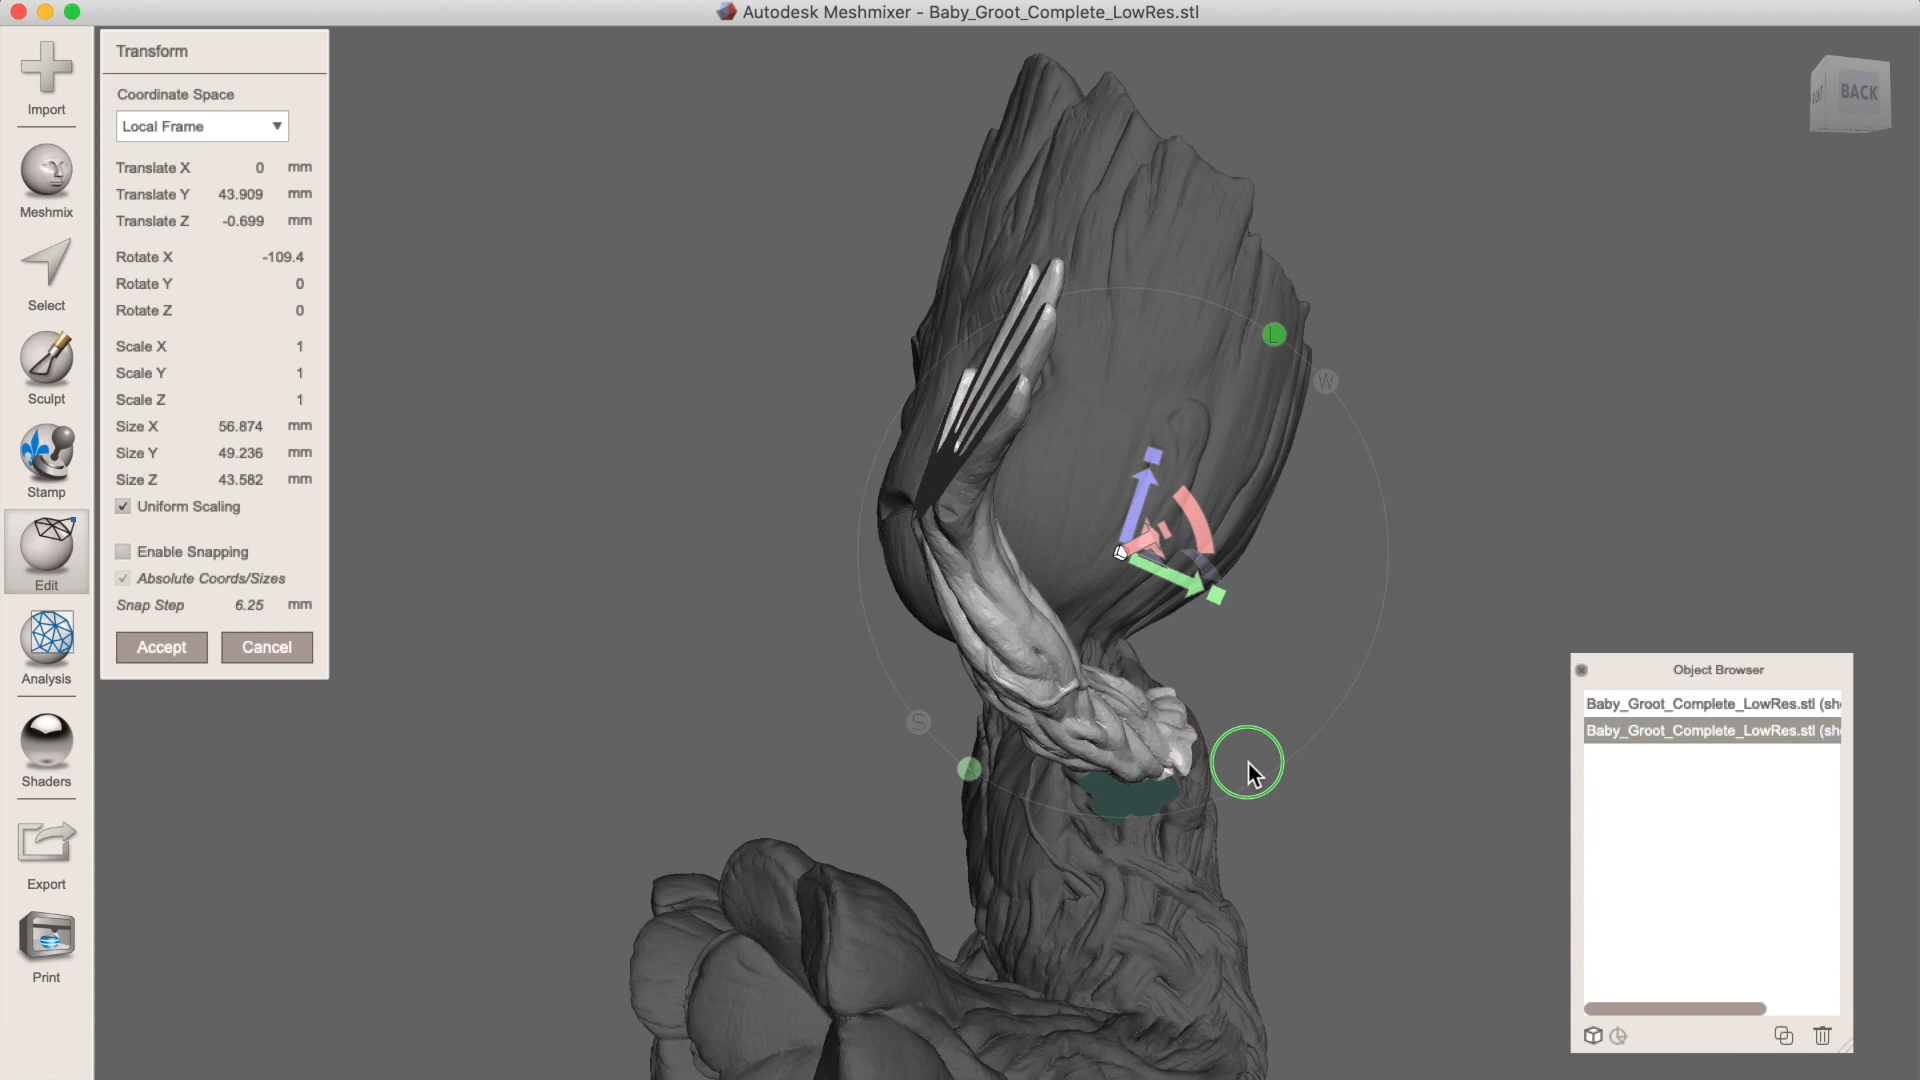 Autodesk Meshmixer - Baby_Groot_Complete_LowRes.stl
Import
Meshmix
Select
Sculpt
Stamp
Edit
Analysis
Shaders
Export
Print
Transform
Coordinate Space
Local Frame
Translate X 0 mm
Translate Y 43.909 mm
Translate Z -0.699 mm
Rotate X -109.4
Rotate Y 0
Rotate Z 0
Scale X 1
Scale Y 1
Scale Z 1
Size X 56.874 mm
Size Y 49.236 mm
Size Z 43.582 mm
Uniform Scaling
Enable Snapping
Absolute Coords/Sizes
Snap Step 6.25 mm
Accept Cancel
BACK
L
W
S
Object Browser
Baby_Groot_Complete_LowRes.stl (sh
Baby_Groot_Complete_LowRes.stl (sh